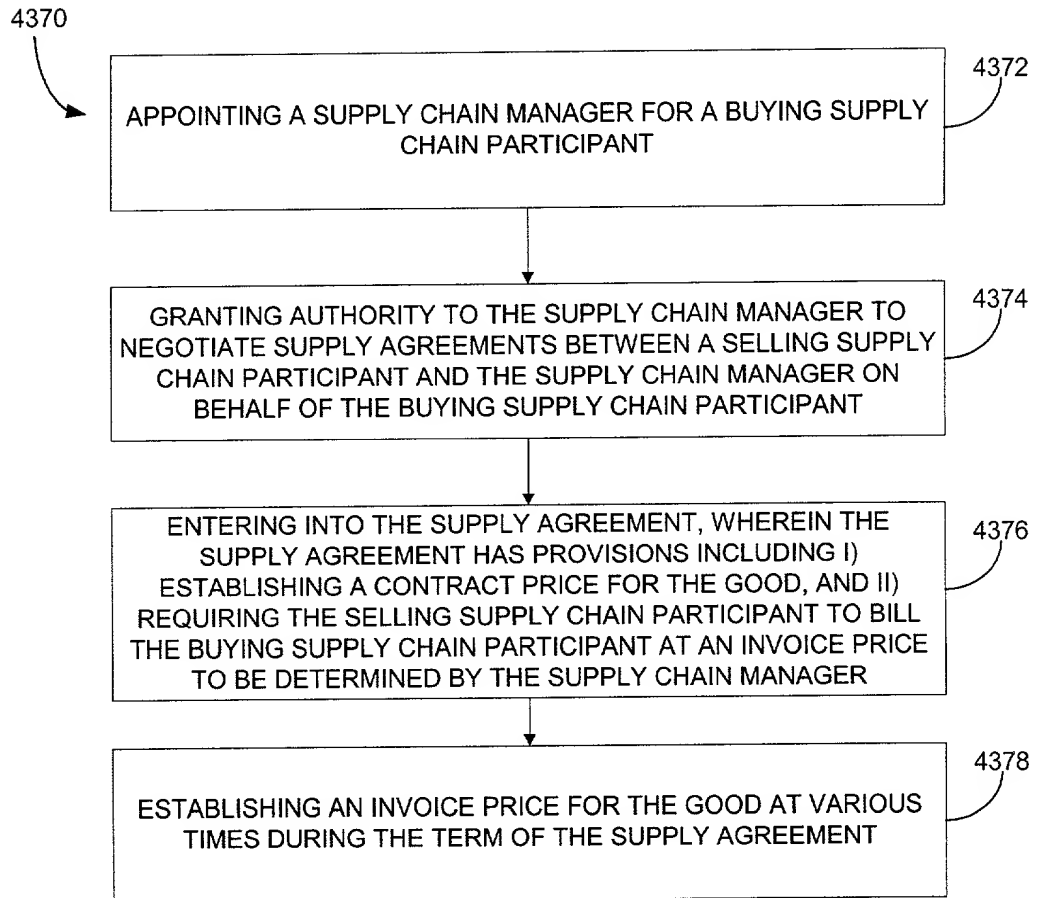 4370
4372
APPOINTING A SUPPLY CHAIN MANAGER FOR A BUYING SUPPLY
CHAIN PARTICIPANT
4374
GRANTING AUTHORITY TO THE SUPPLY CHAIN MANAGER TO
NEGOTIATE SUPPLY AGREEMENTS BETWEEN A SELLING SUPPLY
CHAIN PARTICIPANT AND THE SUPPLY CHAIN MANAGER ON
BEHALF OF THE BUYING SUPPLY CHAIN PARTICIPANT
4376
ENTERING INTO THE SUPPLY AGREEMENT, WHEREIN THE
SUPPLY AGREEMENT HAS PROVISIONS INCLUDING I)
ESTABLISHING A CONTRACT PRICE FOR THE GOOD, AND II)
REQUIRING THE SELLING SUPPLY CHAIN PARTICIPANT TO BILL
THE BUYING SUPPLY CHAIN PARTICIPANT AT AN INVOICE PRICE
TO BE DETERMINED BY THE SUPPLY CHAIN MANAGER
4378
ESTABLISHING AN INVOICE PRICE FOR THE GOOD AT VARIOUS
TIMES DURING THE TERM OF THE SUPPLY AGREEMENT